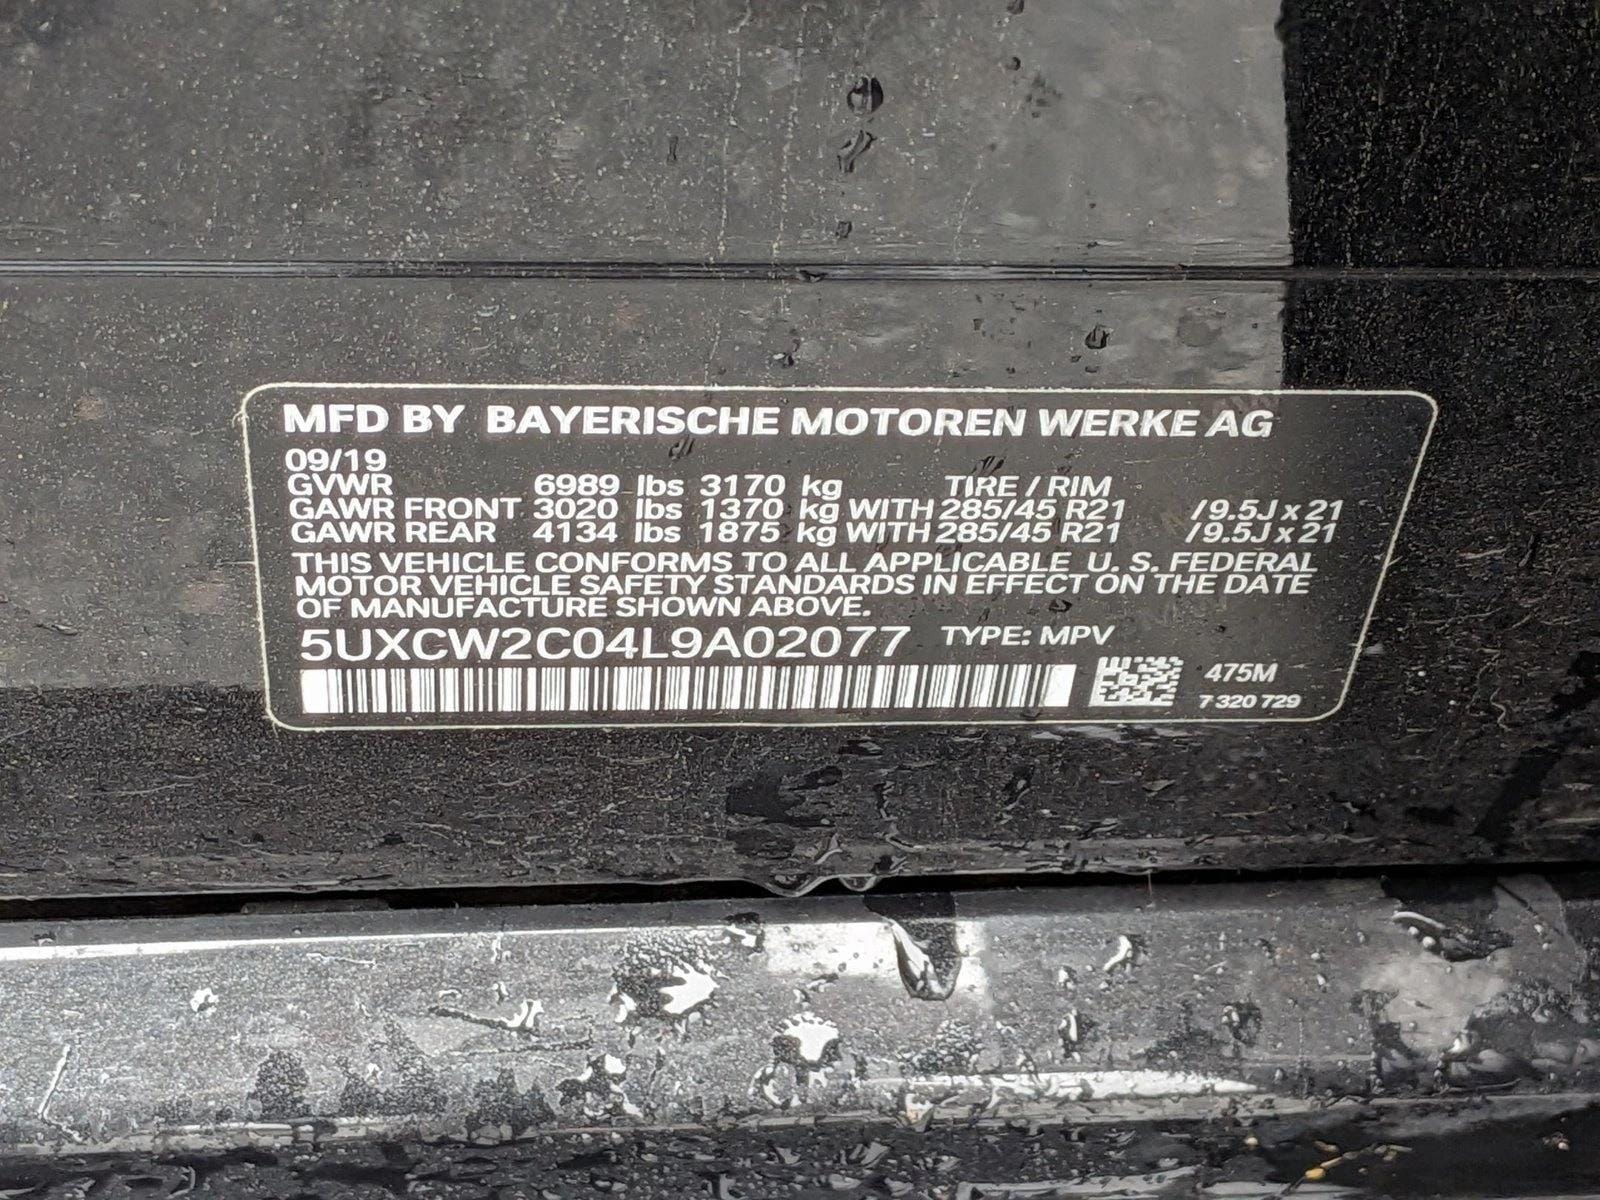 MFD BY BAYERISCHE MOTOREN WERKE AG
09/19
GVWR 6989 lbs 3170 kg TIRE / RIM
GAWR FRONT 3020 lbs 1370 kg WITH 285/45 R21 /9.5J x 21
GAWR REAR 4134 lbs 1875 kg WITH 285/45 R21 /9.5J x 21
THIS VEHICLE CONFORMS TO ALL APPLICABLE U. S. FEDERAL
MOTOR VEHICLE SAFETY STANDARDS IN EFFECT ON THE DATE
OF MANUFACTURE SHOWN ABOVE.
5UXCW2C04L9A02077 TYPE: MPV
475M
7 320 729